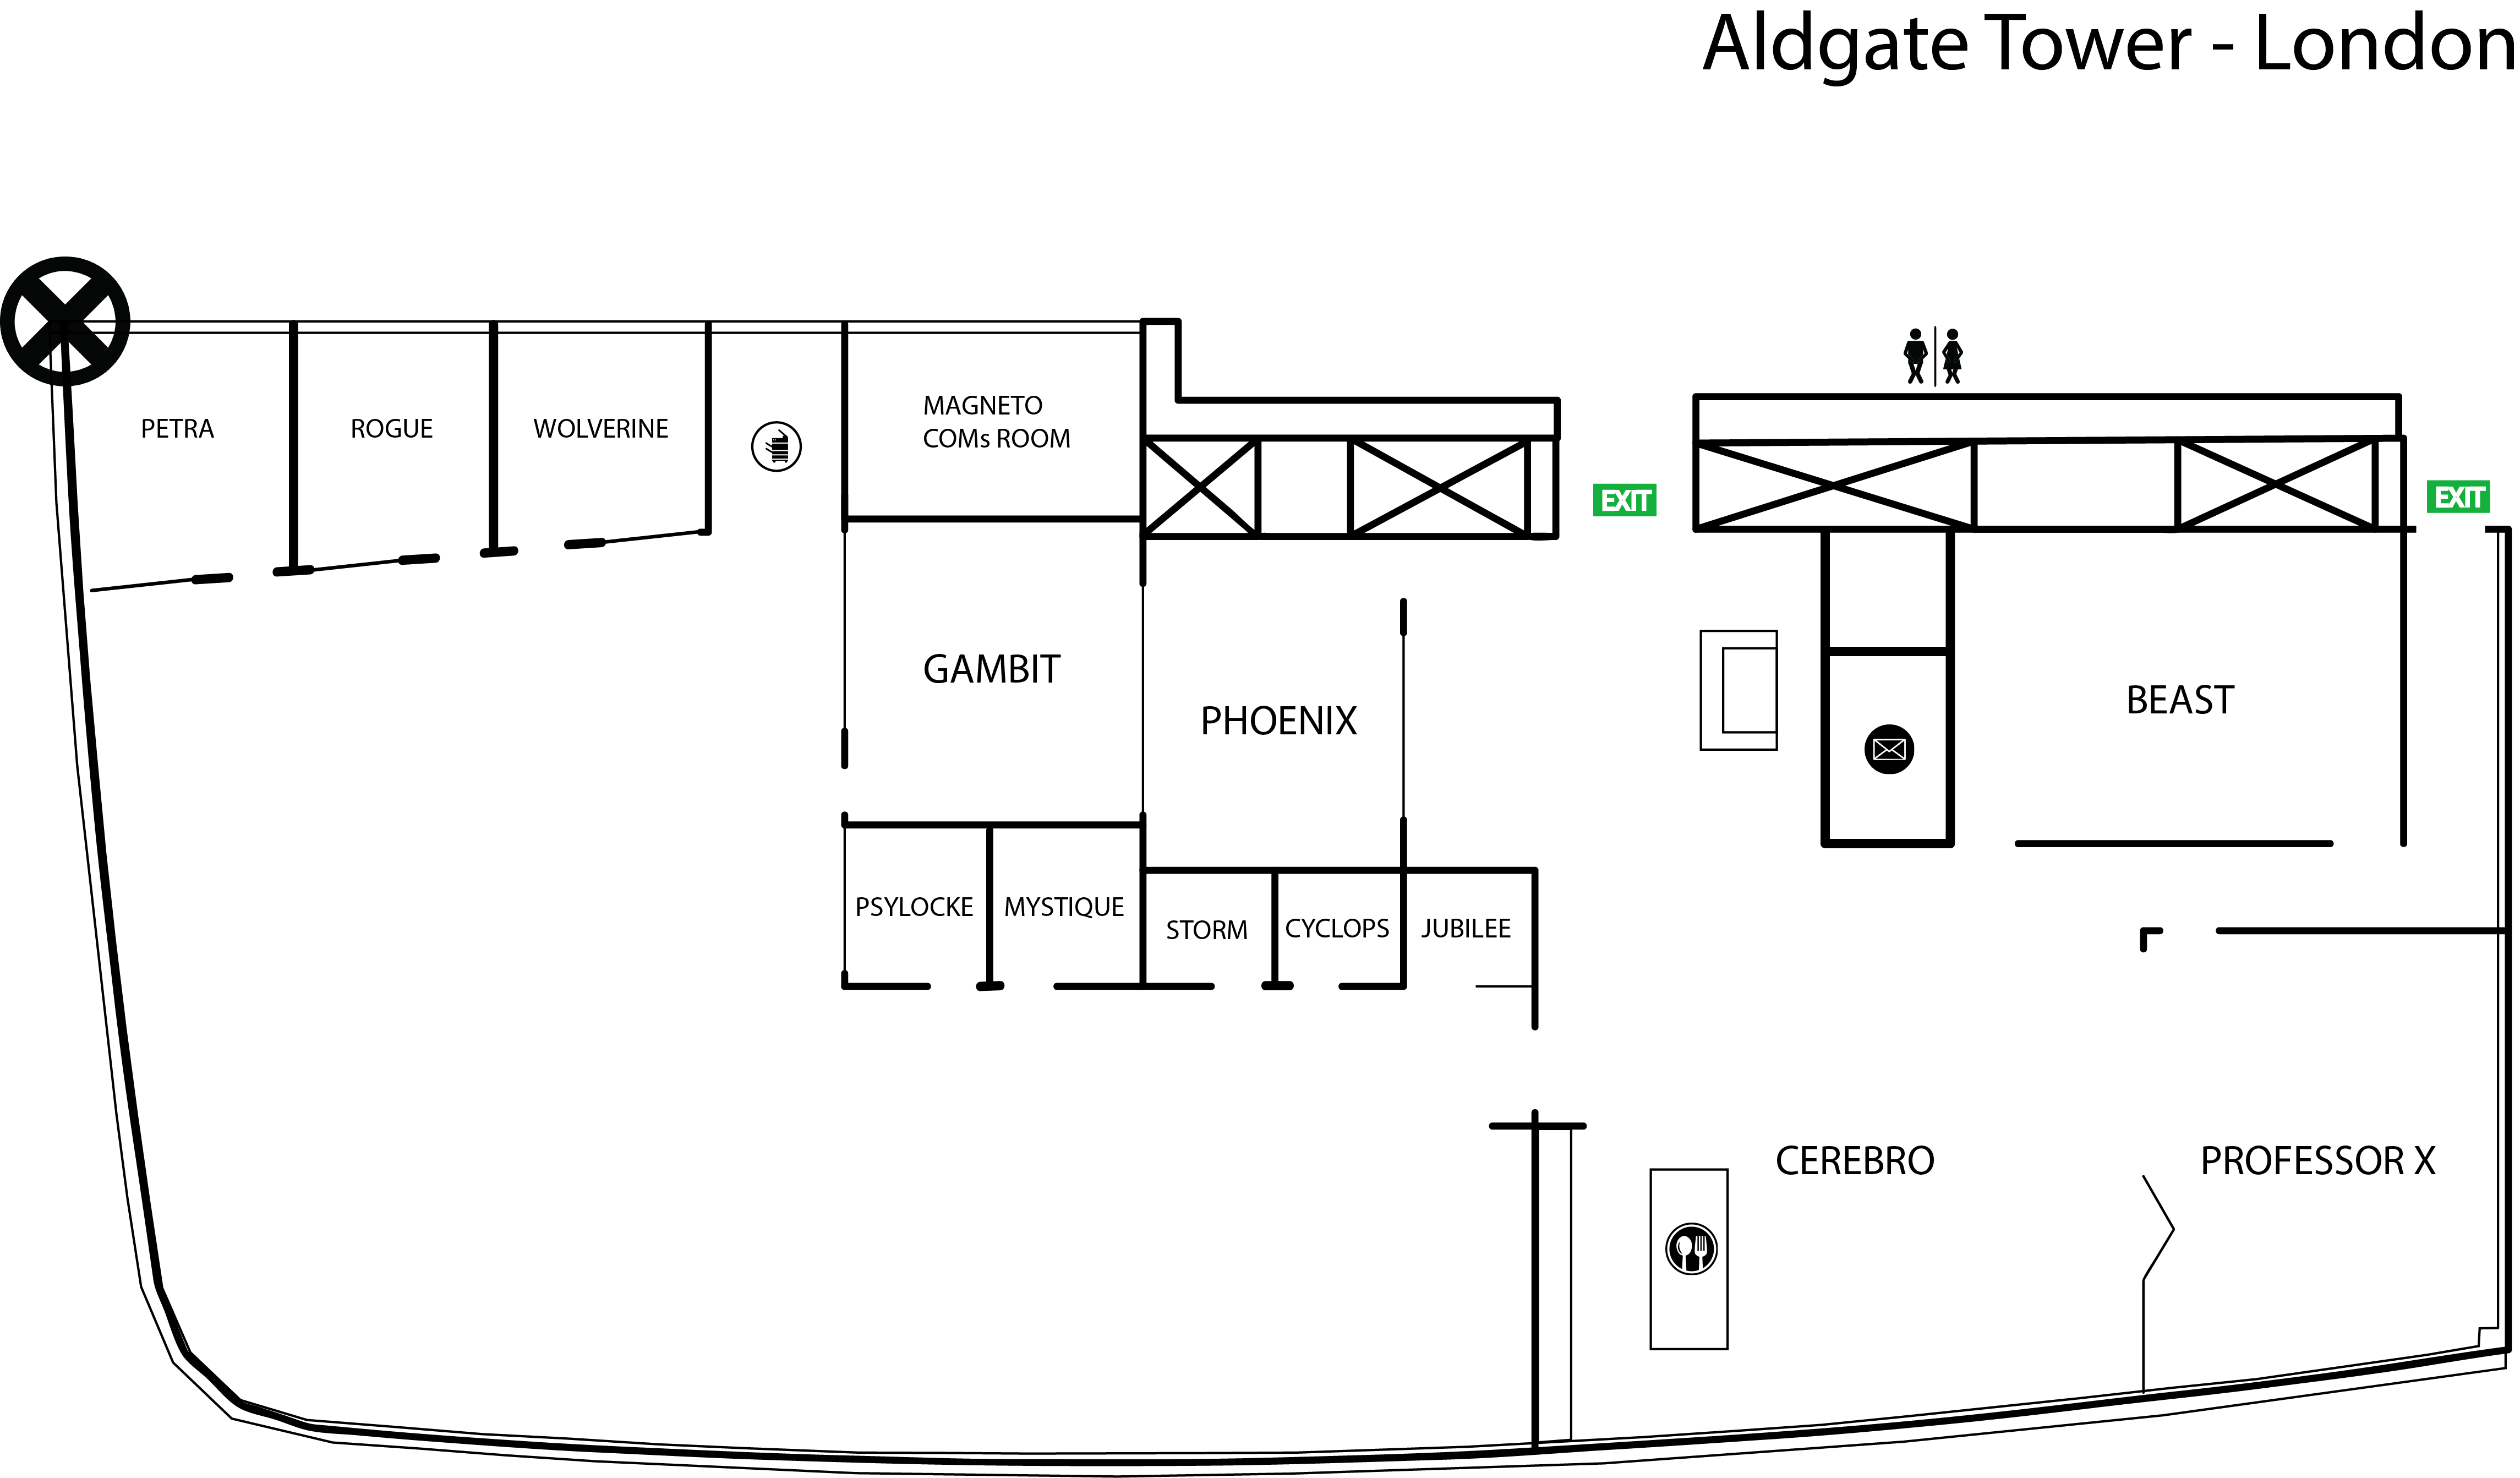 Aldgate Tower - London
PETRA
ROGUE
WOLVERINE
MAGNETO
COMs ROOM
EXIT
EXIT
GAMBIT
PHOENIX
BEAST
PSYLOCKE
MYSTIQUE
STORM
CYCLOPS
JUBILEE
CEREBRO
PROFESSOR X